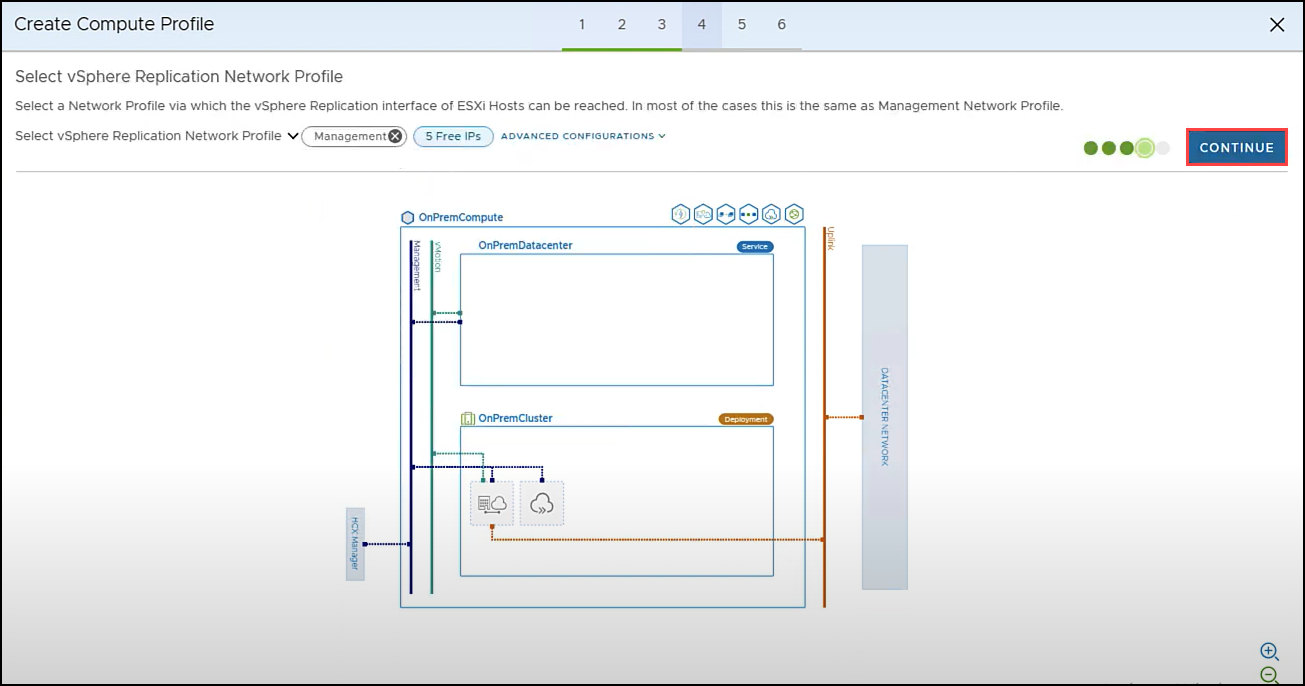 Create Compute Profile
1 2 3 4 5 6
Select vSphere Replication Network Profile
Select a Network Profile via which the vSphere Replication interface of ESXi Hosts can be reached. In most of the cases this is the same as Management Network Profile.
Select vSphere Replication Network Profile Management 5 Free IPs ADVANCED CONFIGURATIONS
CONTINUE
OnPremCompute
Management
vMotion
OnPremDatacenter Service
Uplink
DATACENTER NETWORK
OnPremCluster Deployment
HCX Manager